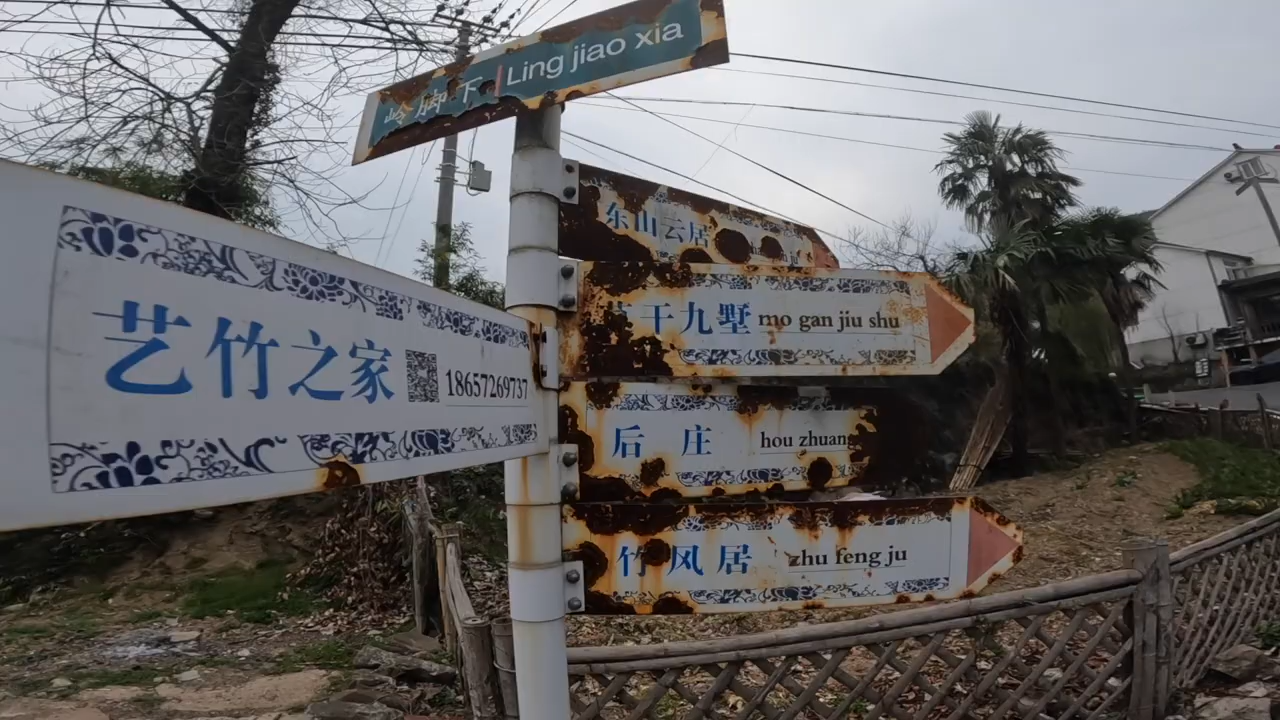 岭脚下 Ling jiao xia
东山云居
干九墅 mo gan jiu shu
后 庄 hou zhuang
竹风居 zhu feng ju
艺竹之家 18657269737